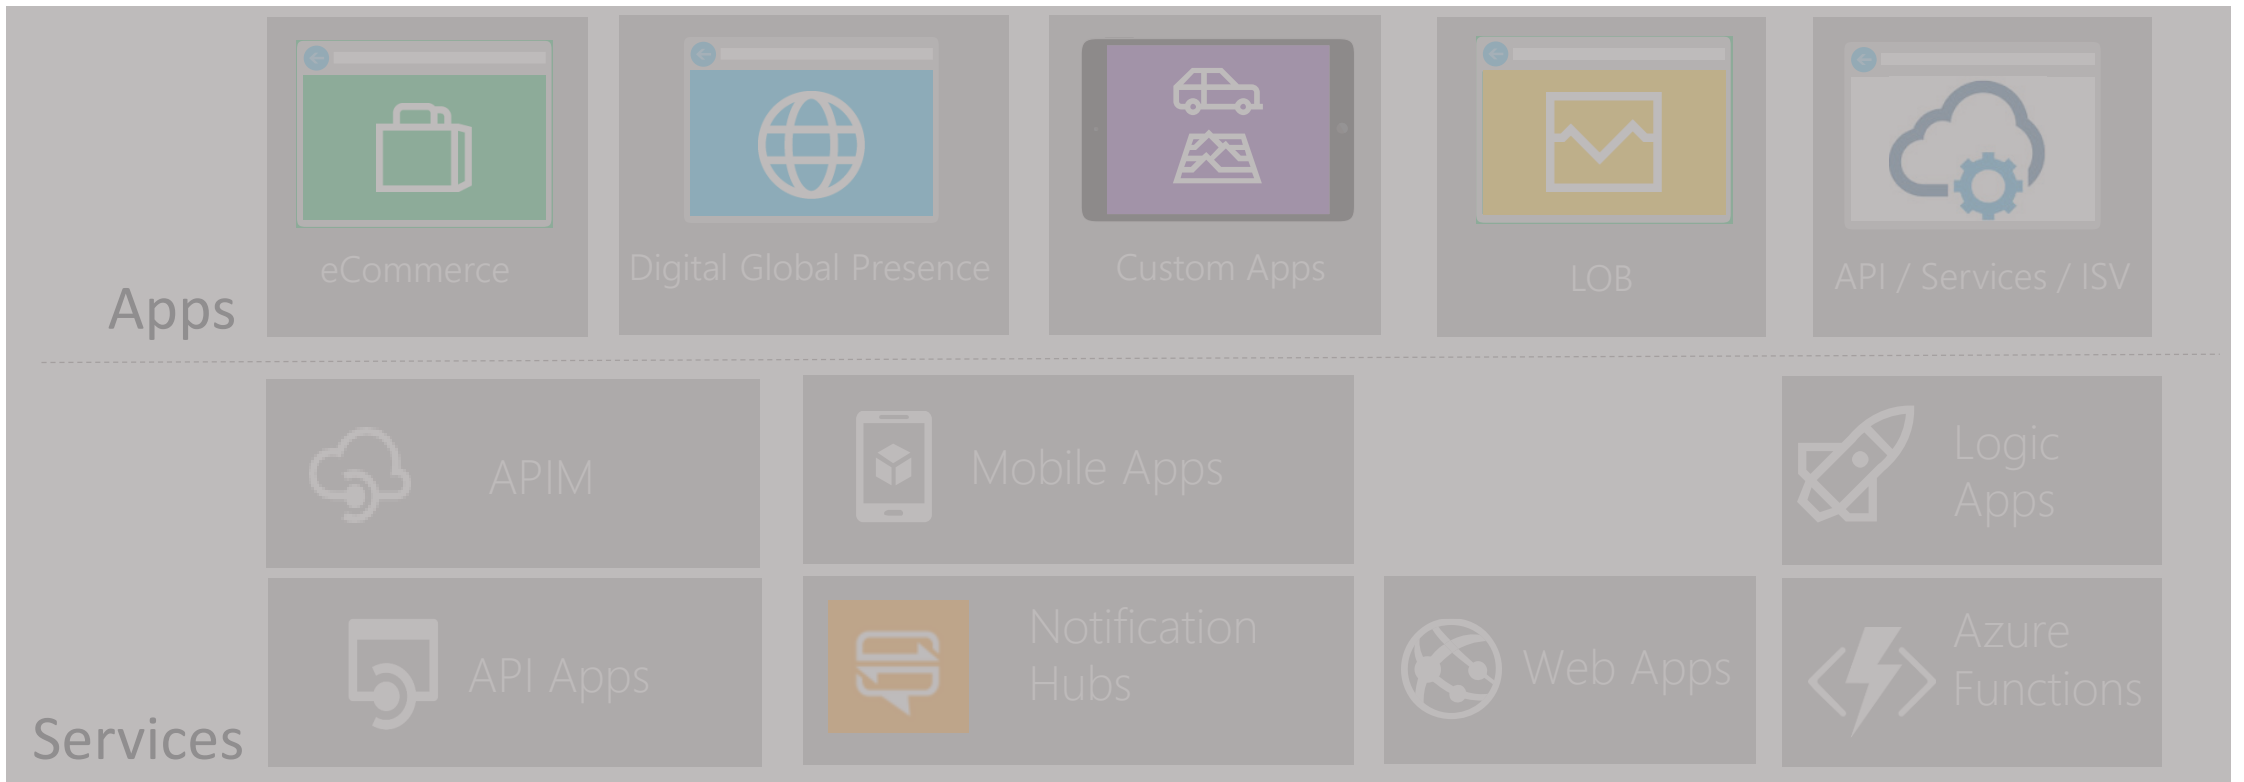 Apps
eCommerce
Digital Global Presence
Custom Apps
LOB
API / Services / ISV
Services
APIM
Mobile Apps
Logic
Apps
API Apps
Notification
Hubs
Web Apps
Azure
Functions